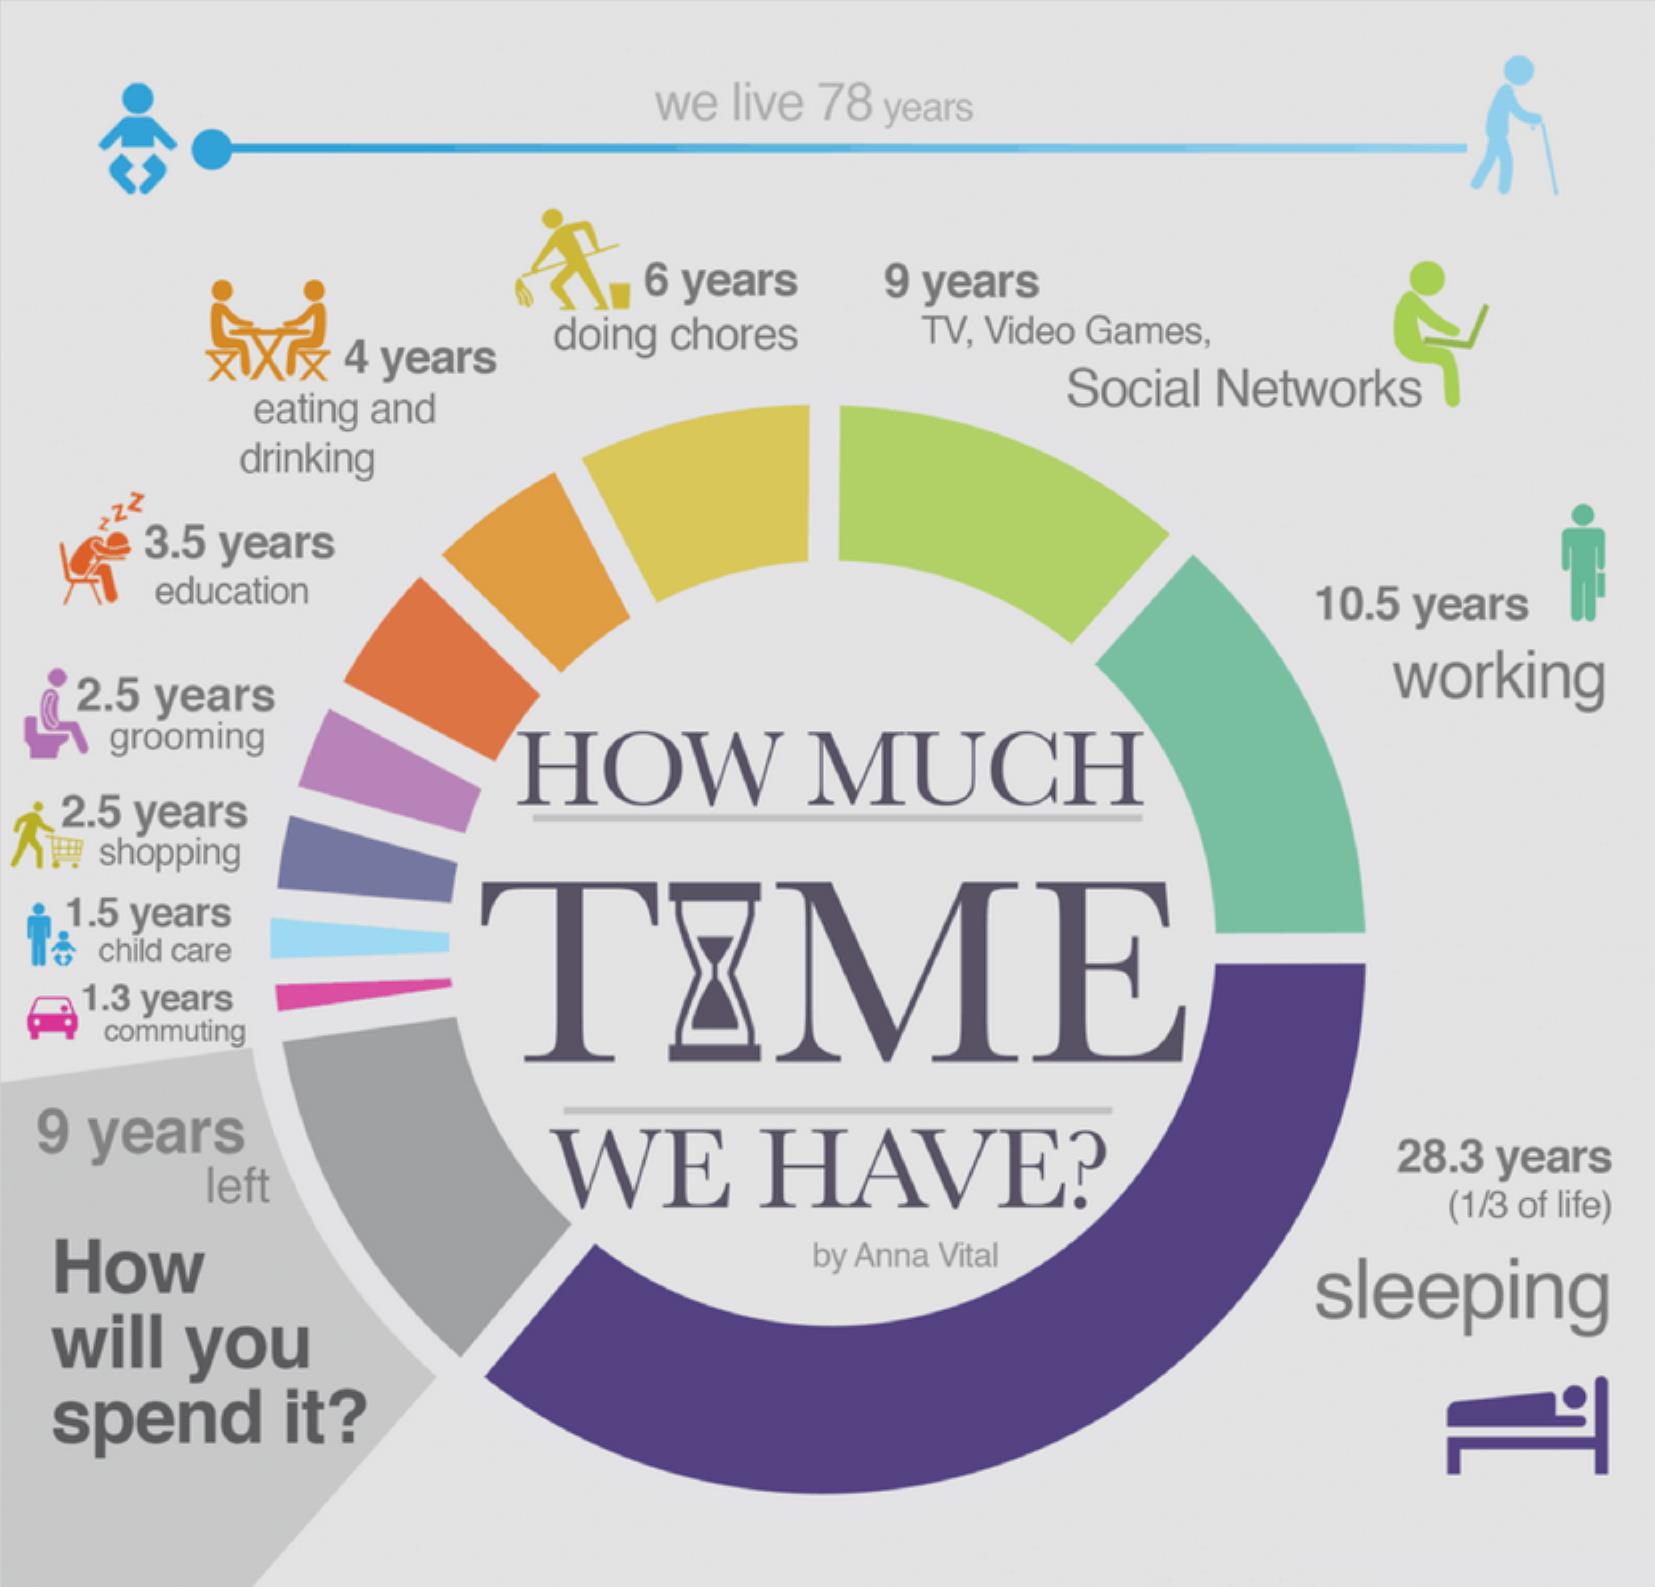 we live 78 years
6 years
doing chores
9 years
TV, Video Games,
Social Networks
4 years
eating and
drinking
zzz
3.5 years
education
10.5 years
working
2.5 years
grooming
2.5 years
shopping
1.5 years
child care
1.3 years
commuting
HOW MUCH
TIME
WE HAVE?
by Anna Vital
9 years
left
How
will you
spend it?
28.3 years
(1/3 of life)
sleeping